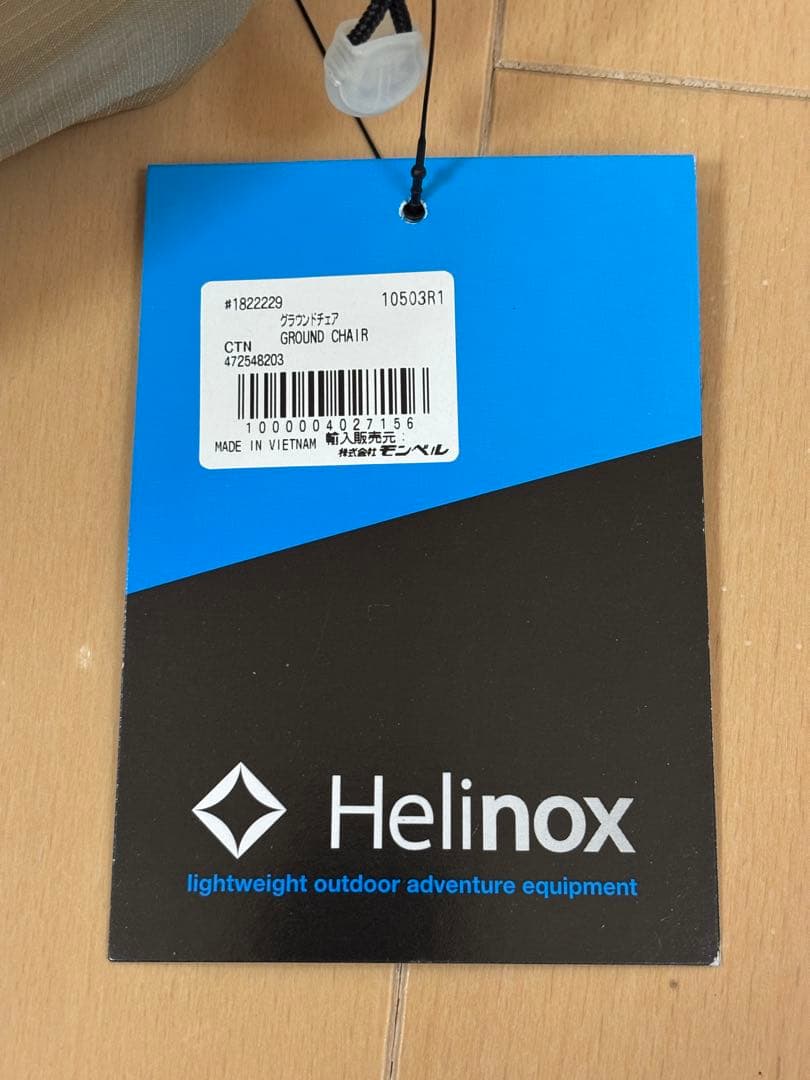 #1822229 10503R1
グラウンドチェア
CTN GROUND CHAIR
472548203
1000004027156
MADE IN VIETNAM 輸入販売元:
株式会社モンベル
Helinox
lightweight outdoor adventure equipment